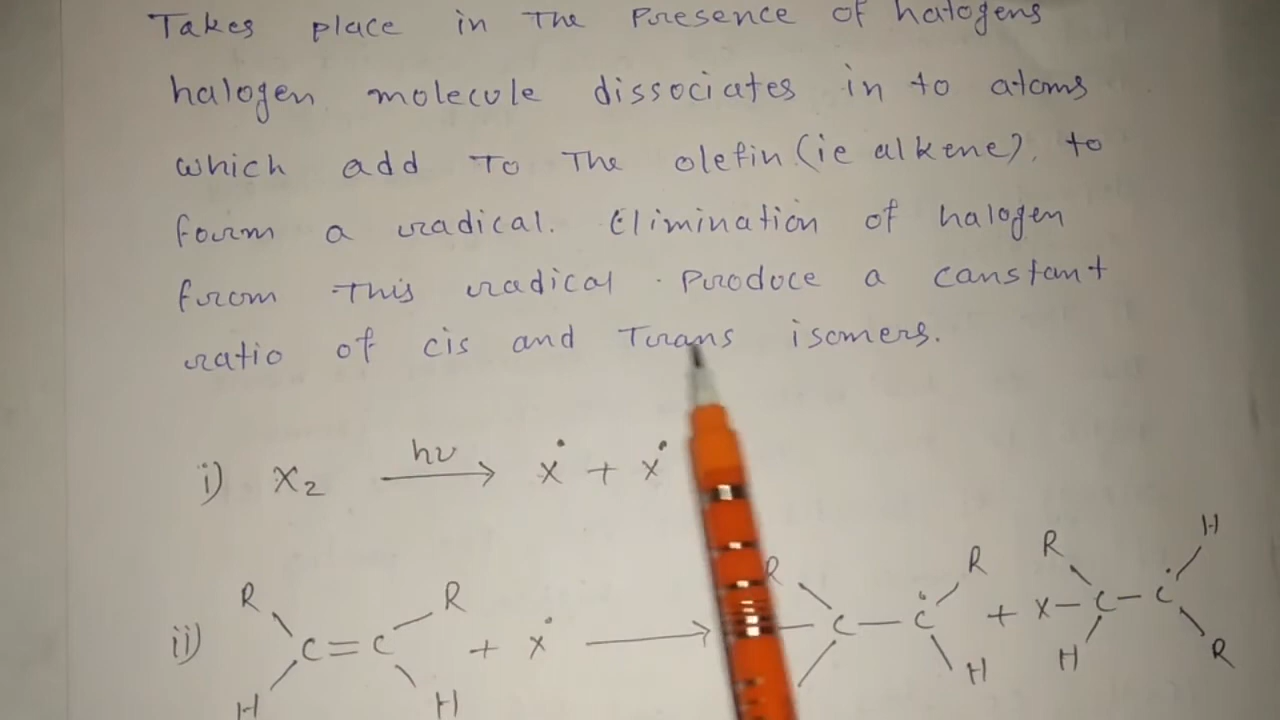 Takes place in The Presence of halogens
halogen molecule dissociates in to atoms
which add To The olefin (ie alkene), to
form a radical. Elimination of halogen
from This radical . Produce a canstant
ratio of cis and Trans isomers.
i) X2 hν X• + X•
R R R R R H
ii) C = C + X• C — C• + X — C — C•
H H H H R